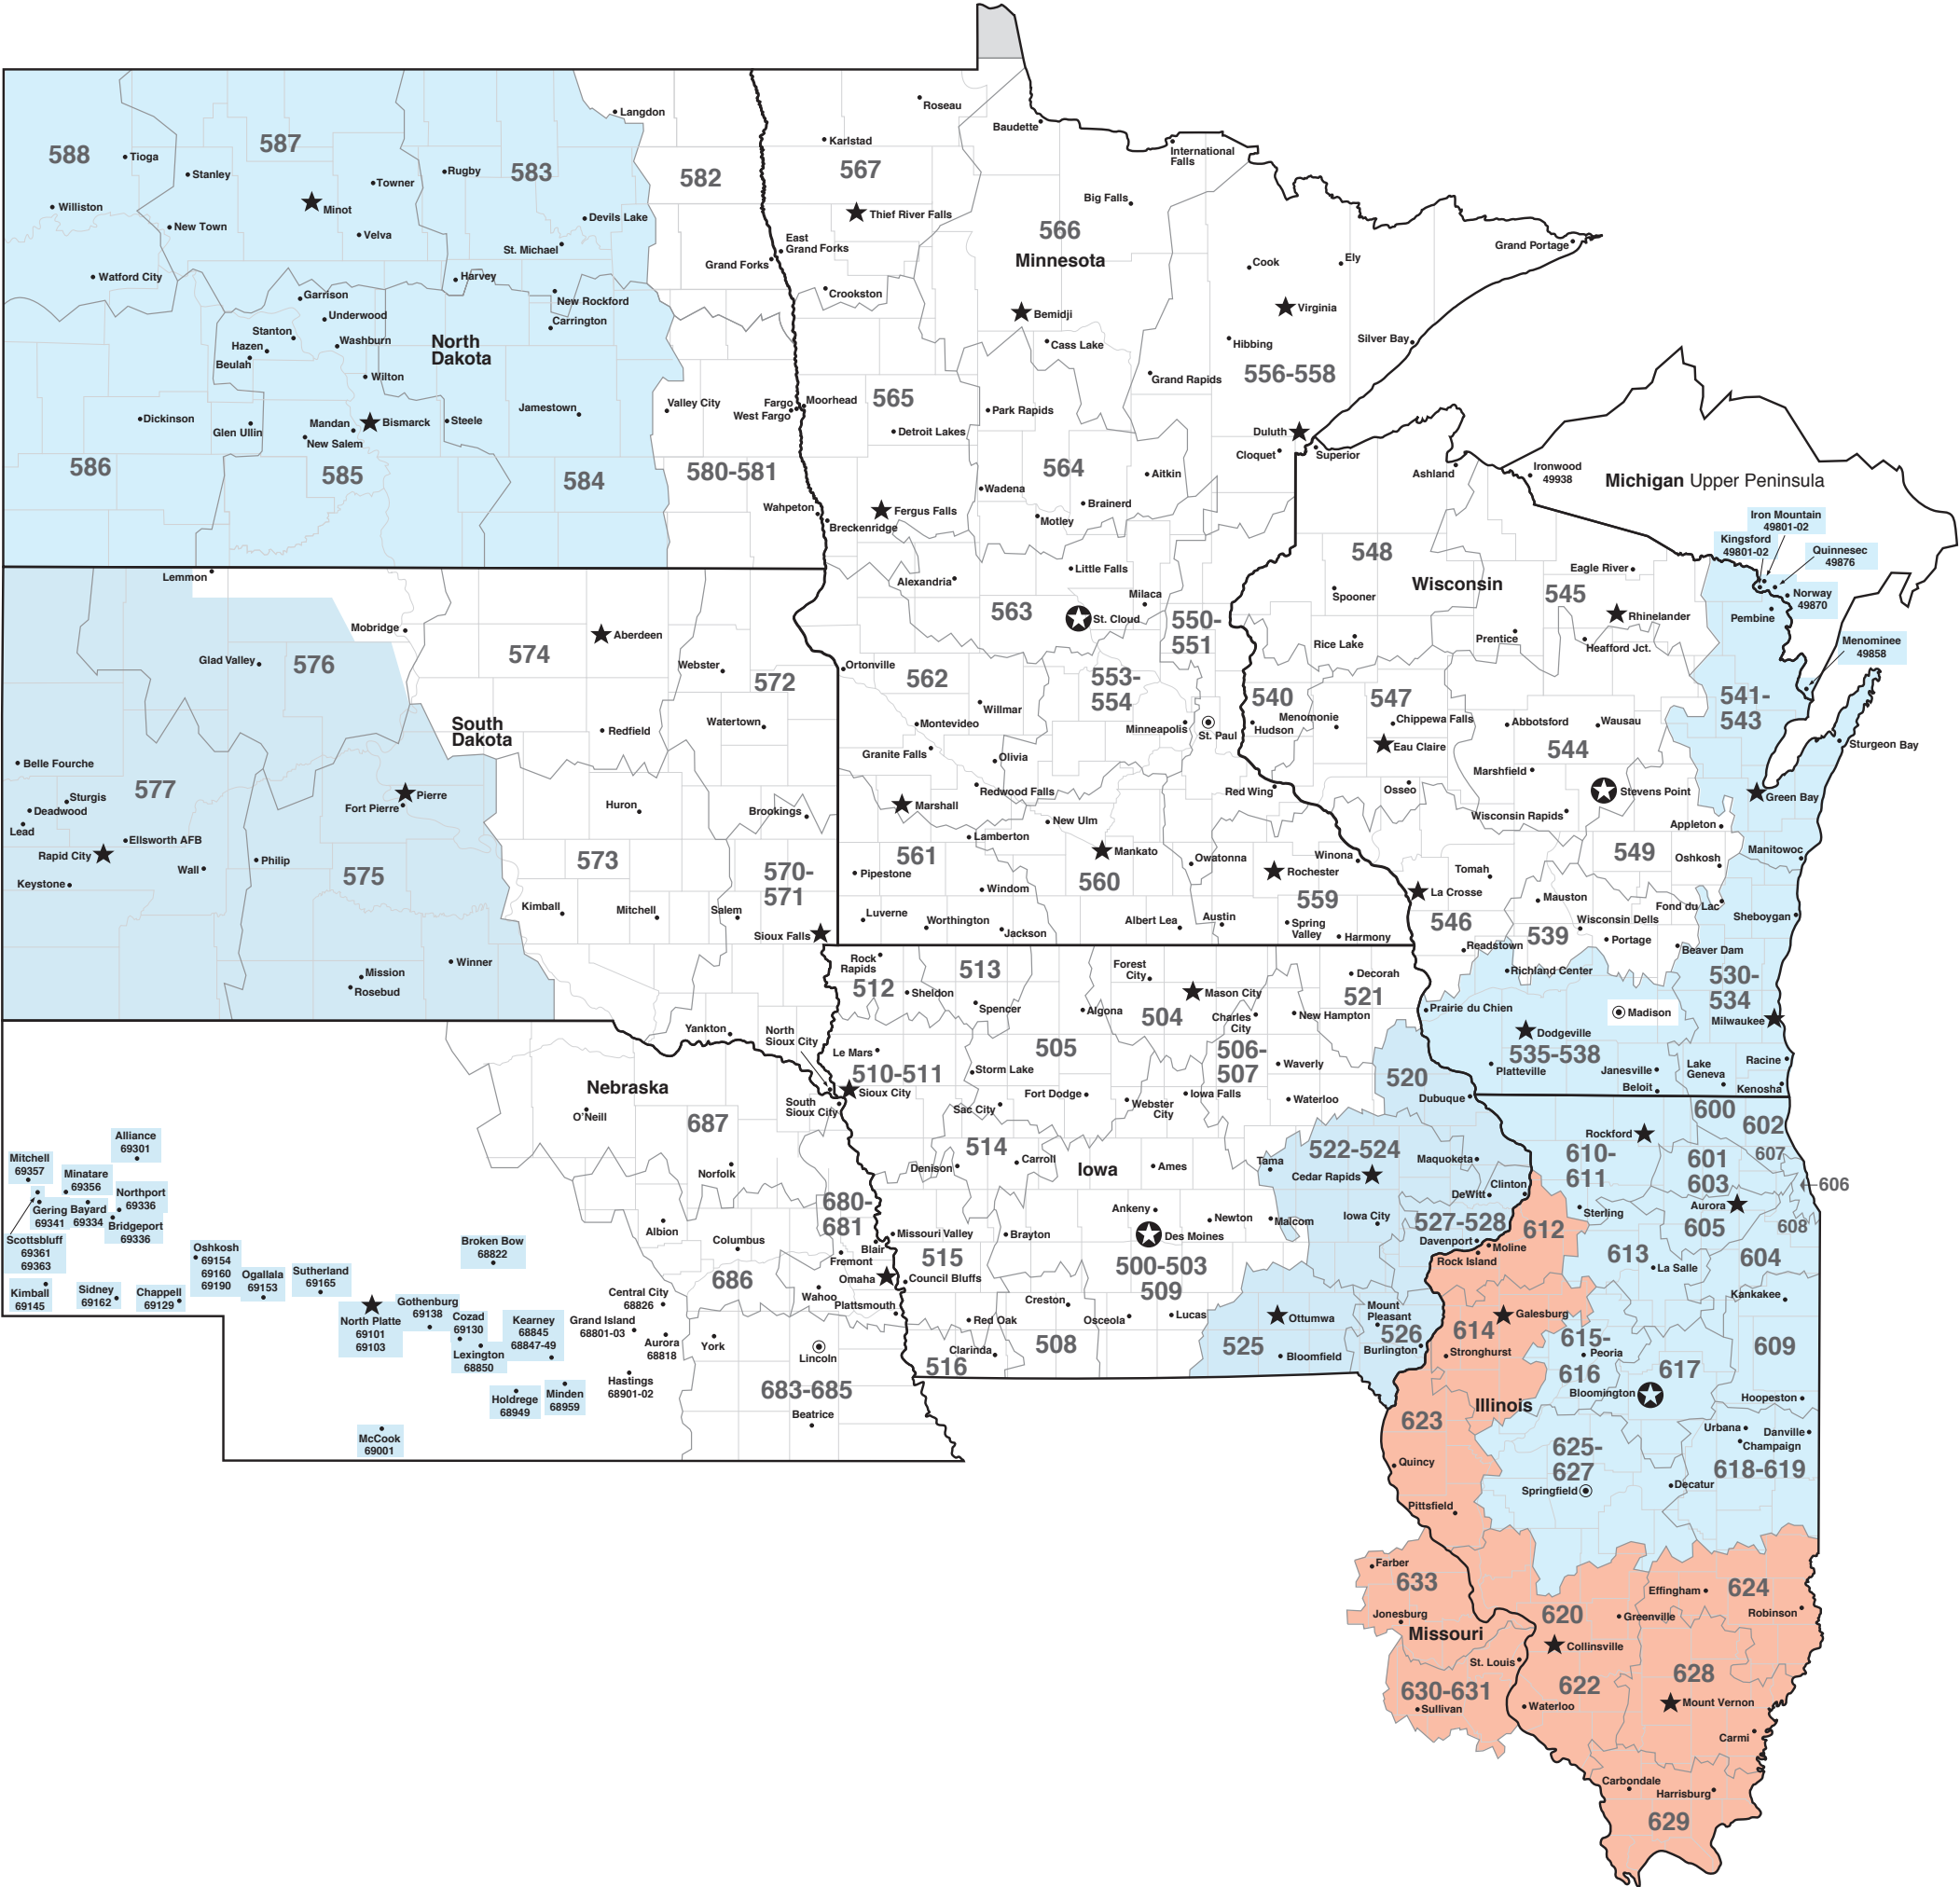 Langdon
Roseau
Baudette
Karlstad
International
Falls
588
Tioga
587
Stanley
Towner
Rugby
583
582
567
Williston
Minot
New Town
Velva
Devils Lake
St. Michael
Thief River Falls
Big Falls
566
Minnesota
East
Grand Forks
Grand Forks
Grand Portage
Cook
Ely
Watford City
Harvey
Garrison
New Rockford
Crookston
Underwood
Carrington
Bemidji
Virginia
Stanton
Hazen
Beulah
Washburn
North
Dakota
Cass Lake
Hibbing
Silver Bay
Wilton
Grand Rapids
556-558
Dickinson
Glen Ullin
Mandan
Bismarck
New Salem
Steele
Jamestown
Valley City
Fargo
West Fargo
Moorhead
565
Detroit Lakes
Park Rapids
Duluth
Cloquet
Superior
586
585
584
580-581
564
Aitkin
Wadena
Brainerd
Motley
Ashland
Ironwood
49938
Michigan Upper Peninsula
Wahpeton
Breckenridge
Fergus Falls
Iron Mountain
49801-02
Kingsford
49801-02
Quinnesec
49876
Norway
49870
Pembine
Menominee
49858
Lemmon
Alexandria
Little Falls
Milaca
548
Wisconsin
Spooner
Eagle River
545
Rhinelander
Mobridge
Aberdeen
563
St. Cloud
550-
551
Rice Lake
Prentice
Heafford Jct.
Glad Valley
576
574
Webster
572
Ortonville
562
553-
554
Willmar
Montevideo
Minneapolis
St. Paul
540
Hudson
Menomonie
547
Chippewa Falls
Eau Claire
Abbotsford
Wausau
544
541-
543
South
Dakota
Redfield
Watertown
Granite Falls
Olivia
Sturgeon Bay
Belle Fourche
577
Sturgis
Deadwood
Lead
Ellsworth AFB
Rapid City
Keystone
Wall
Philip
Pierre
Fort Pierre
575
Huron
Brookings
Marshall
Redwood Falls
Red Wing
Osseo
Marshfield
Stevens Point
Green Bay
Wisconsin Rapids
Appleton
New Ulm
Lamberton
561
Pipestone
Mankato
560
Owatonna
Rochester
Winona
La Crosse
Tomah
549
Oshkosh
Manitowoc
573
570-
571
Kimball
Mitchell
Salem
Sioux Falls
Luverne
Worthington
Windom
Jackson
Albert Lea
Austin
559
Spring
Valley
Harmony
546
Readstown
Mauston
Wisconsin Dells
539
Portage
Fond du Lac
Sheboygan
Beaver Dam
Winner
Mission
Rosebud
Rock
Rapids
512
Sheldon
513
Spencer
Forest
City
Algona
504
Mason City
Charles
City
Decorah
521
New Hampton
Richland Center
Prairie du Chien
Dodgeville
535-538
Platteville
Madison
530-
534
Milwaukee
Racine
Lake
Geneva
Janesville
Beloit
Kenosha
Yankton
North
Sioux City
Le Mars
510-511
Sioux City
South
Sioux City
505
Storm Lake
Sac City
Fort Dodge
Webster
City
506-
507
Iowa Falls
Waverly
Waterloo
520
Dubuque
Nebraska
O'Neill
687
Norfolk
600
602
Rockford
610-
611
601
603
607
606
Aurora
605
608
604
Alliance
69301
Mitchell
69357
Minatare
69356
Northport
69336
Gering
69341
Bayard
69334
Bridgeport
69336
Scottsbluff
69361
69363
Kimball
69145
Sidney
69162
Chappell
69129
Oshkosh
69154
69160
69190
Ogallala
69153
Sutherland
69165
Broken Bow
68822
North Platte
69101
69103
Gothenburg
69138
Cozad
69130
Lexington
68850
Kearney
68845
68847-49
Holdrege
68949
Minden
68959
McCook
69001
Central City
68826
Grand Island
68801-03
Aurora
68818
Hastings
68901-02
Albion
Columbus
686
680-
681
Blair
Fremont
Omaha
Wahoo
Plattsmouth
York
Lincoln
683-685
Beatrice
514
Denison
Carroll
Iowa
Ames
Tama
522-524
Cedar Rapids
Maquoketa
DeWitt
Clinton
Iowa City
527-528
Davenport
Missouri Valley
515
Council Bluffs
Brayton
Ankeny
Des Moines
Newton
Malcom
500-503
509
Creston
Osceola
Lucas
Red Oak
Clarinda
516
508
Ottumwa
525
Bloomfield
Mount
Pleasant
526
Burlington
612
Moline
Rock Island
Sterling
613
La Salle
Kankakee
Galesburg
614
Stronghurst
615-
Peoria
616
Bloomington
617
609
Hoopeston
Illinois
623
Quincy
Pittsfield
625-
627
Springfield
Urbana
Danville
Champaign
618-619
Decatur
Farber
633
Jonesburg
Missouri
St. Louis
630-631
Sullivan
620
Greenville
Collinsville
622
Waterloo
Effingham
624
Robinson
628
Mount Vernon
Carmi
Carbondale
Harrisburg
629